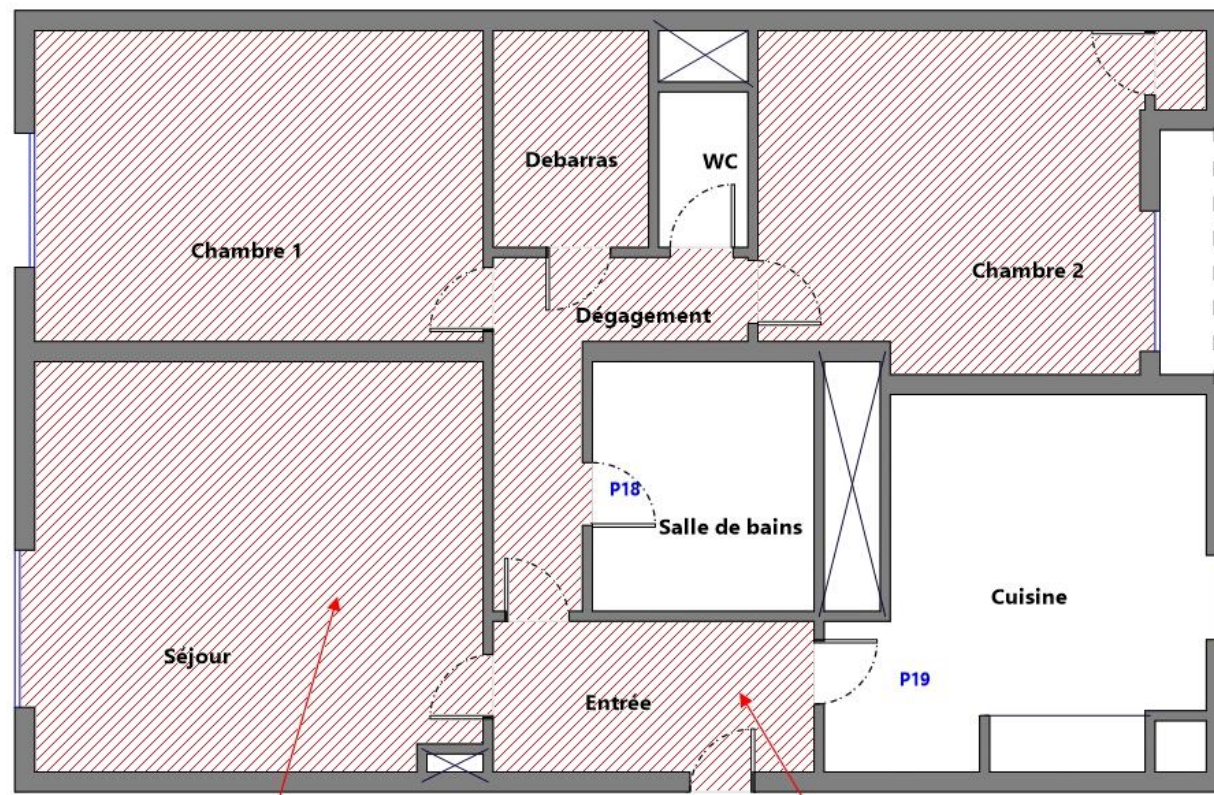 Debarras
WC
Chambre 1
Chambre 2
Dégagement
P18
Salle de bains
Cuisine
Séjour
P19
Entrée